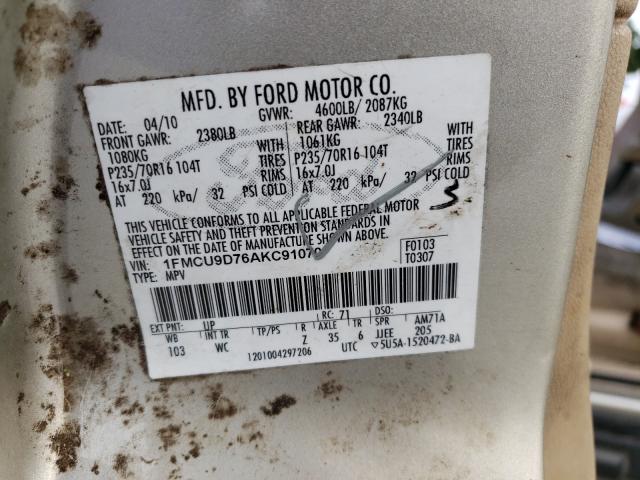 MFD. BY FORD MOTOR CO.
DATE: 04/10 GVWR: 4600LB/ 2087KG
FRONT GAWR: 2380LB REAR GAWR: 2340LB
1080KG WITH 1061KG WITH
P235/70R16 104T TIRES P235/70R16 104T TIRES
16x7.0J RIMS 16x7.0J RIMS
AT 220 kPa/ 32 PSI COLD AT 220 kPa/ 32 PSI COLD
THIS VEHICLE CONFORMS TO ALL APPLICABLE FEDERAL MOTOR
VEHICLE SAFETY AND THEFT PREVENTION STANDARDS IN
EFFECT ON THE DATE OF MANUFACTURE SHOWN ABOVE.
VIN: 1FMCU9D76AKC9107 F0103
TYPE: MPV T0307
EXT PNT: UP RC: 71 DSO:
WB INT TR TP/PS R AXLE TR SPR AM71A
103 WC Z 35 6 JJEE 205
1201004297206 UTC ▽5U5A-1520472-BA